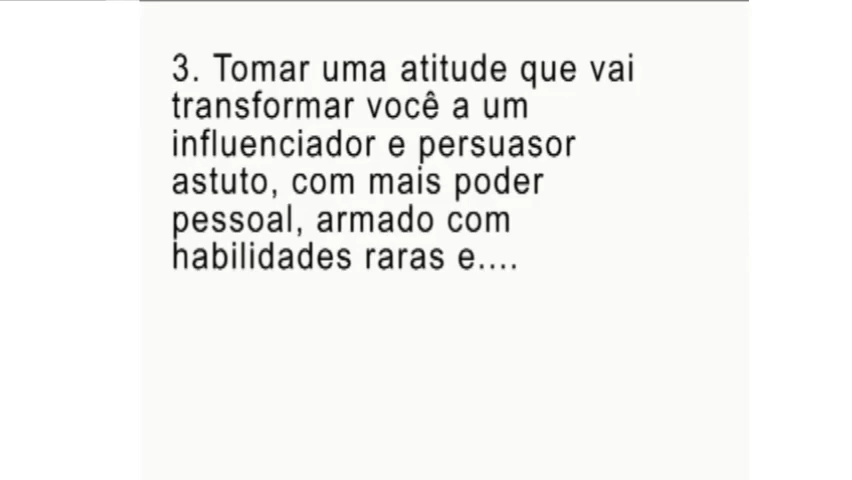 3. Tomar uma atitude que vai
transformar você a um
influenciador e persuasor
astuto, com mais poder
pessoal, armado com
habilidades raras e....